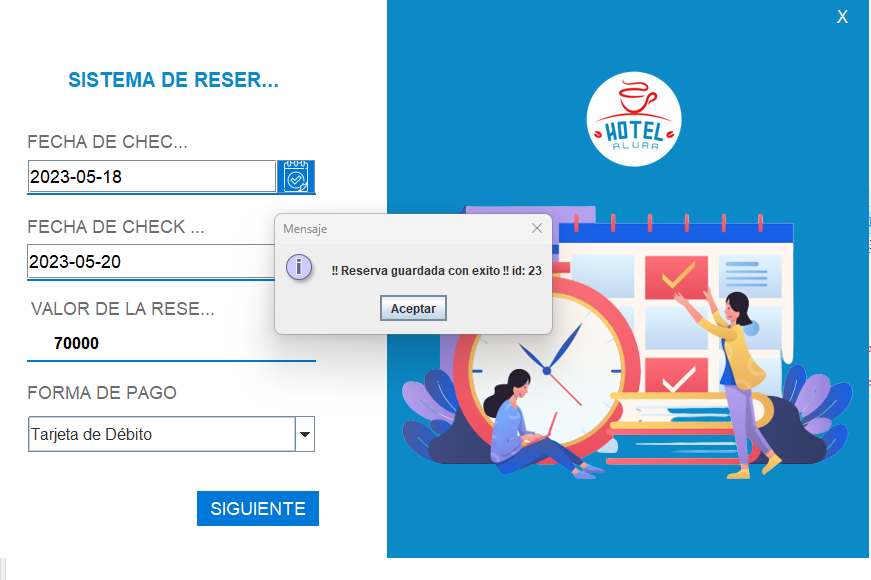 X
SISTEMA DE RESER...
HOTEL
ALURA
FECHA DE CHEC...
2023-05-18
FECHA DE CHECK ...
2023-05-20
Mensaje
!! Reserva guardada con exito !! id: 23
Aceptar
VALOR DE LA RESE...
70000
FORMA DE PAGO
Tarjeta de Débito
SIGUIENTE